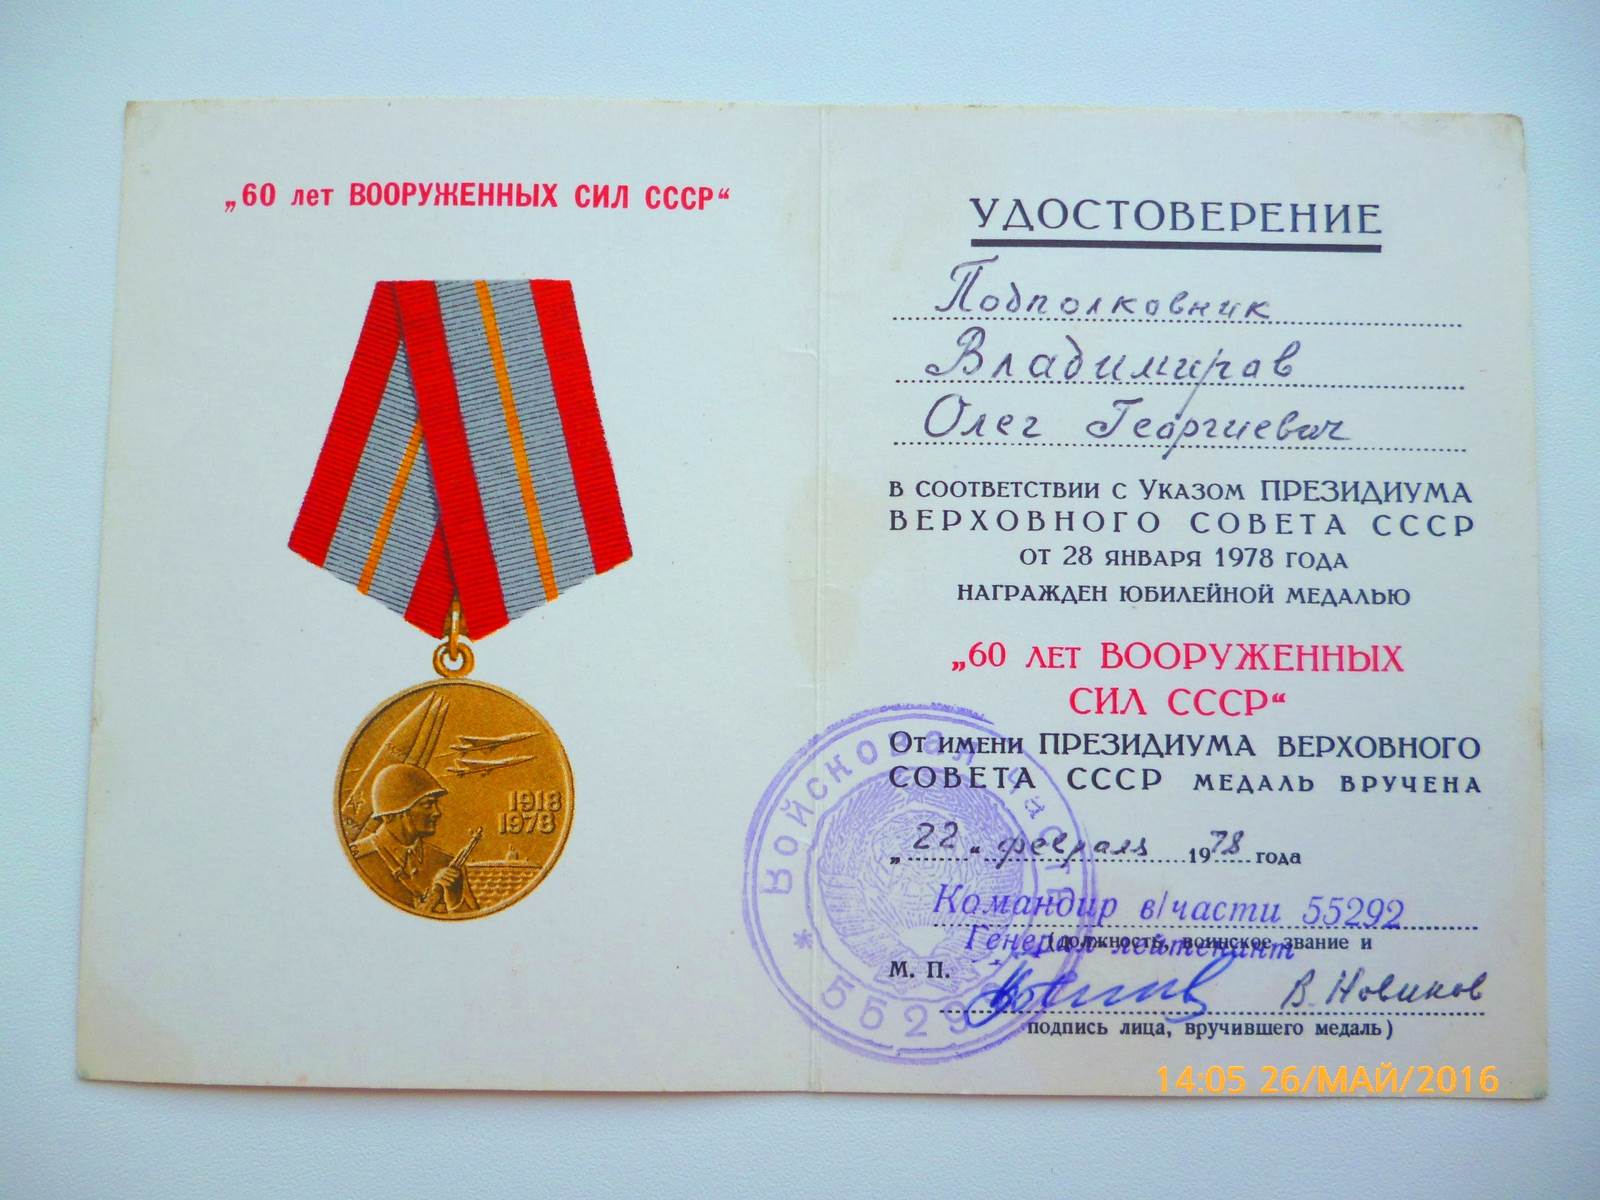 „60 лет ВООРУЖЕННЫХ СИЛ СССР“
1918
1978
УДОСТОВЕРЕНИЕ
Подполковник
Владимиров
Олег Георгиевич
В СООТВЕТСТВИИ С УКАЗОМ ПРЕЗИДИУМА
ВЕРХОВНОГО СОВЕТА СССР
ОТ 28 ЯНВАРЯ 1978 ГОДА
НАГРАЖДЕН ЮБИЛЕЙНОЙ МЕДАЛЬЮ
„60 ЛЕТ ВООРУЖЕННЫХ
СИЛ СССР“
ОТ ИМЕНИ ПРЕЗИДИУМА ВЕРХОВНОГО
СОВЕТА СССР МЕДАЛЬ ВРУЧЕНА
„22“ февраля 1978 года
Командир в/части 55292
(должность, воинское звание и
Генерал-лейтенант
М. П.
В. Новиков
подпись лица, вручившего медаль)
Войсковая часть
* 55292
14:05 26/МАЙ/2016